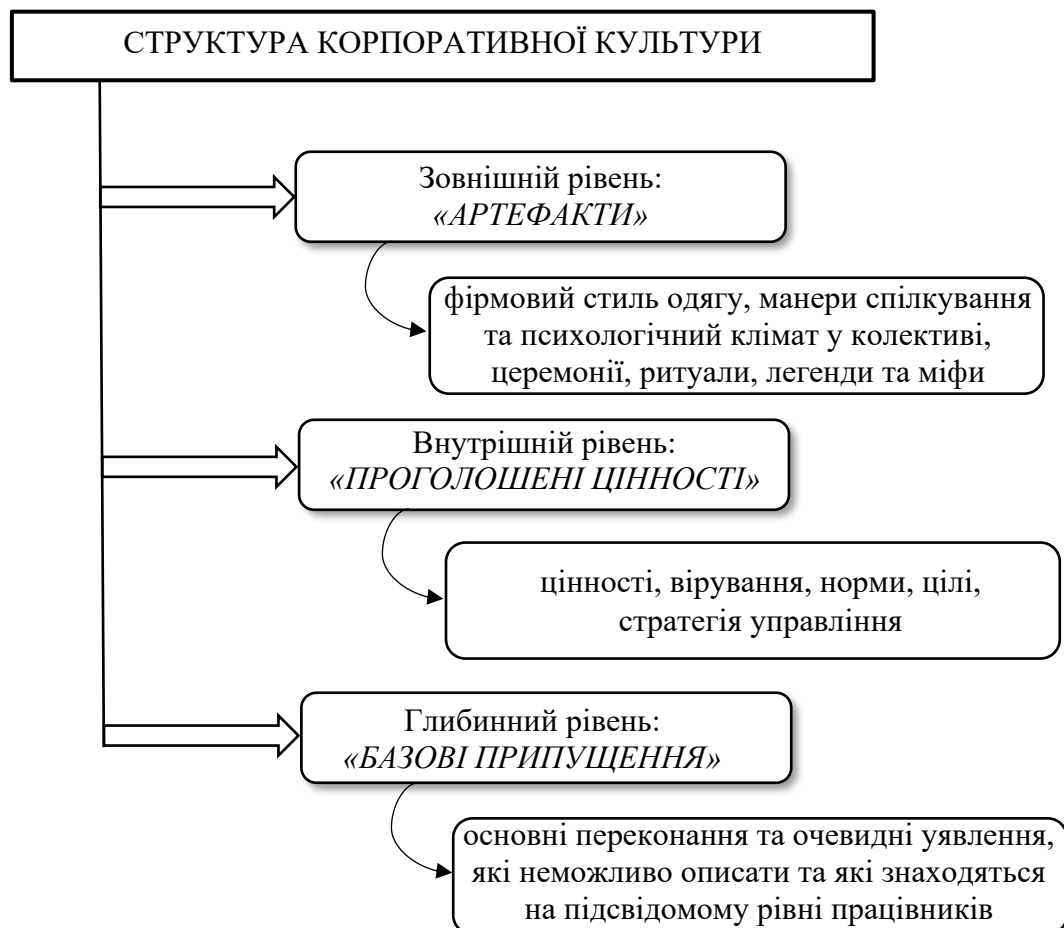 СТРУКТУРА КОРПОРАТИВНОЇ КУЛЬТУРИ
Зовнішній рівень:
«АРТЕФАКТИ»
фірмовий стиль одягу, манери спілкування
та психологічний клімат у колективі,
церемонії, ритуали, легенди та міфи
Внутрішній рівень:
«ПРОГОЛОШЕНІ ЦІННОСТІ»
цінності, вірування, норми, цілі,
стратегія управління
Глибинний рівень:
«БАЗОВІ ПРИПУЩЕННЯ»
основні переконання та очевидні уявлення,
які неможливо описати та які знаходяться
на підсвідомому рівні працівників